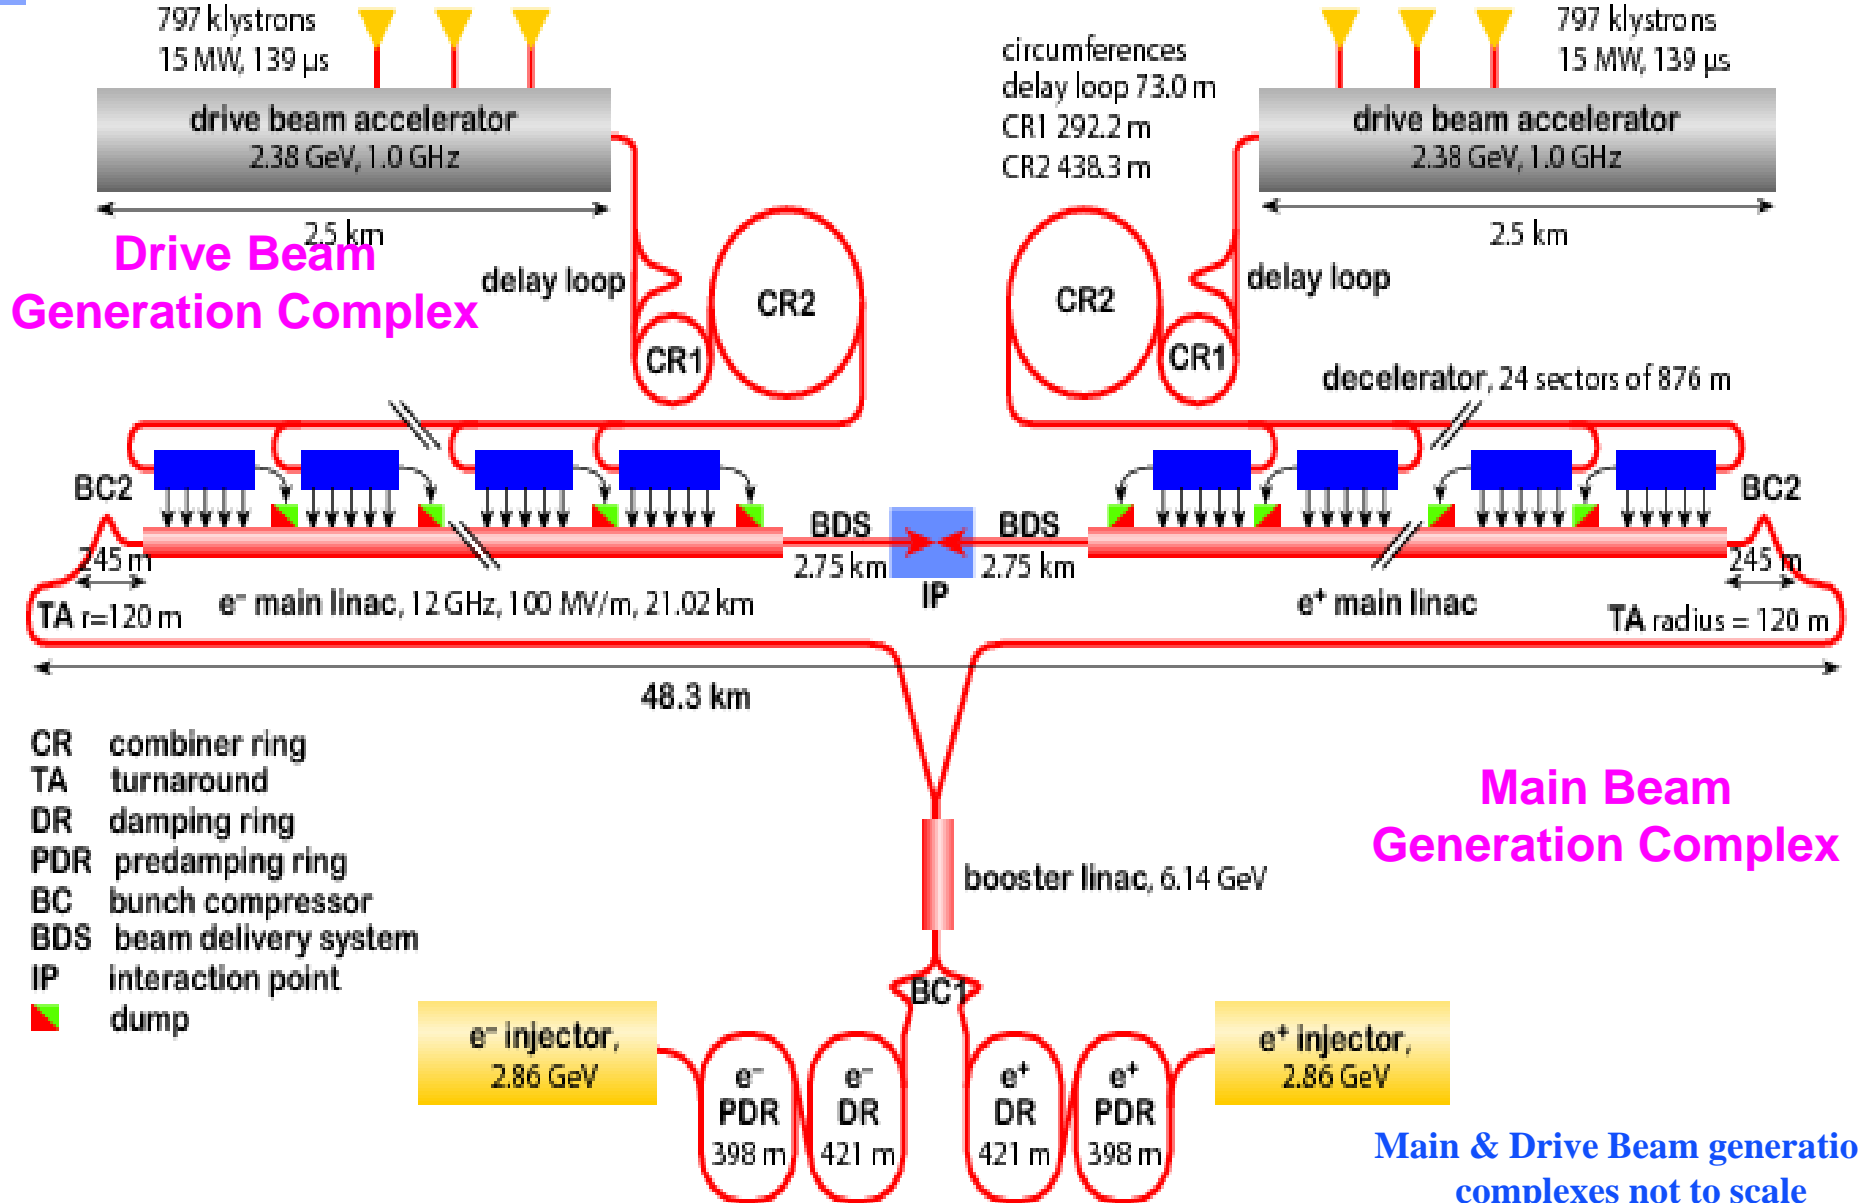 797 klystrons
15 MW, 139 µs
circumferences
delay loop 73.0 m
CR1 292.2 m
CR2 438.3 m
797 klystrons
15 MW, 139 µs
drive beam accelerator
2.38 GeV, 1.0 GHz
drive beam accelerator
2.38 GeV, 1.0 GHz
2.5 km
2.5 km
Drive Beam
Generation Complex
delay loop
CR2
CR1
CR2
CR1
delay loop
decelerator, 24 sectors of 876 m
BC2
BC2
BDS
2.75 km
IP
BDS
2.75 km
245 m
245 m
TA r=120 m
e⁻ main linac, 12 GHz, 100 MV/m, 21.02 km
e⁺ main linac
TA radius = 120 m
48.3 km
CR combiner ring
TA turnaround
DR damping ring
PDR predamping ring
BC bunch compressor
BDS beam delivery system
IP interaction point
dump
Main Beam
Generation Complex
booster linac, 6.14 GeV
BC1
e⁻ injector,
2.86 GeV
e⁻
PDR
398 m
e⁻
DR
421 m
e⁺
DR
421 m
e⁺
PDR
398 m
e⁺ injector,
2.86 GeV
Main & Drive Beam generatio
complexes not to scale